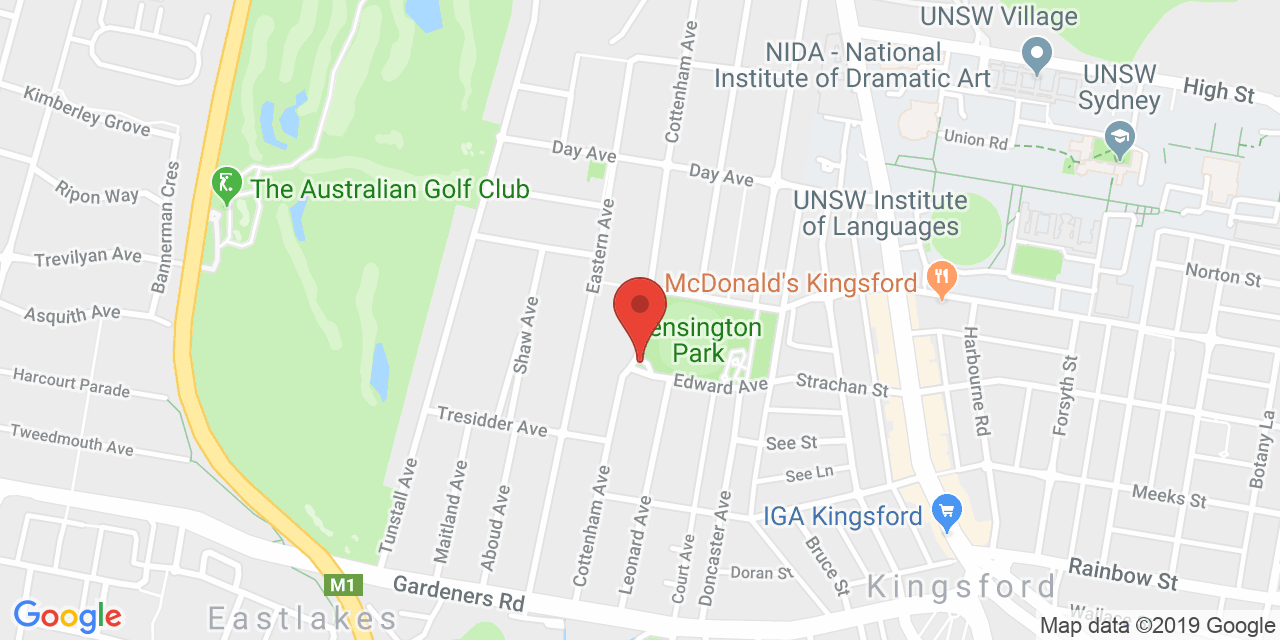 UNSW Village
NIDA - National
Institute of Dramatic Art
UNSW
Sydney
High St
Cottenham Ave
Kimberley Grove
Union Rd
Day Ave
Day Ave
Bannerman Cres
Ripon Way
The Australian Golf Club
UNSW Institute
of Languages
Eastern Ave
Trevilyan Ave
Norton St
McDonald's Kingsford
Asquith Ave
Shaw Ave
ensington
Park
Harbourne Rd
Forsyth St
Harcourt Parade
Edward Ave
Strachan St
Tresidder Ave
Tweedmouth Ave
See St
See Ln
Botany La
Meeks St
Tunstall Ave
Maitland Ave
Aboud Ave
Cottenham Ave
Leonard Ave
Doncaster Ave
IGA Kingsford
Court Ave
Bruce St
Doran St
Rainbow St
M1
Gardeners Rd
Kingsford
Google
Eastlakes
Map data ©2019 Google